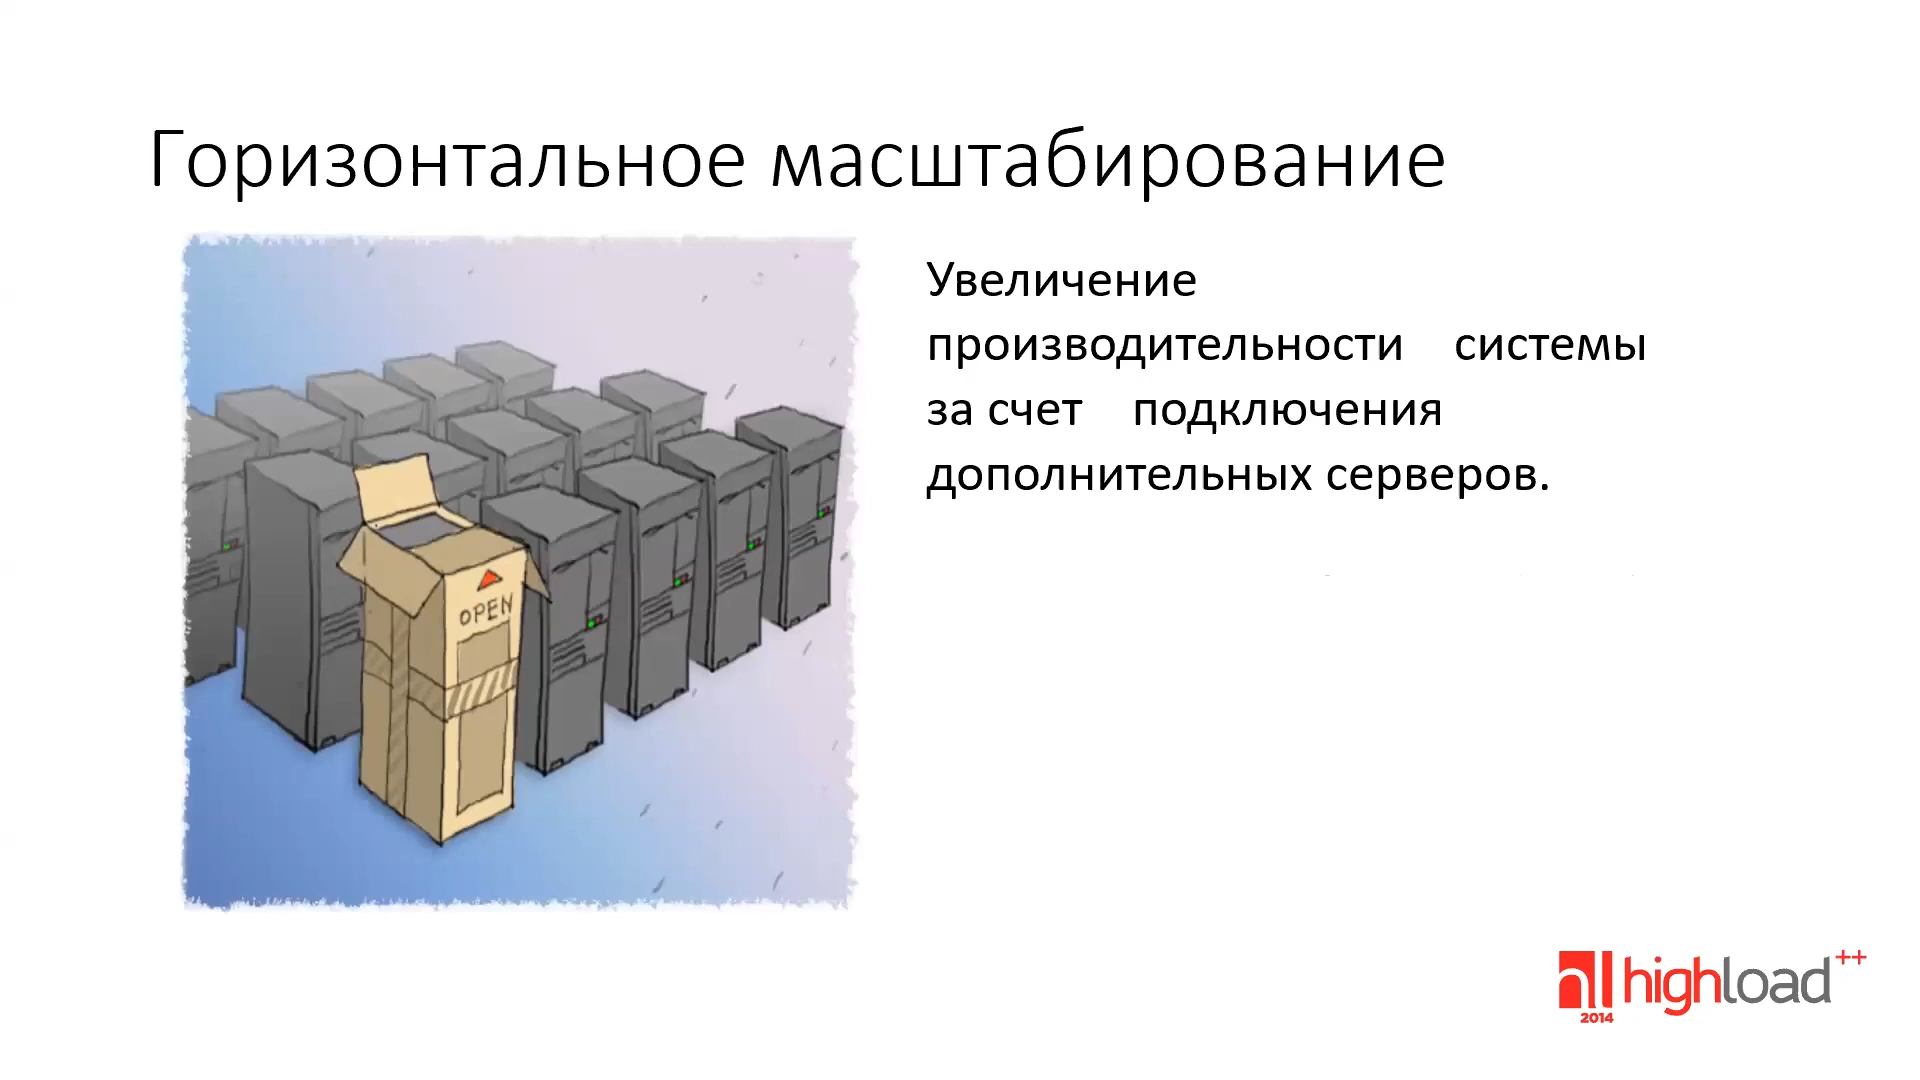 Горизонтальное масштабирование
Увеличение
производительности системы
за счет подключения
дополнительных серверов.
OPEN
highload++
2014